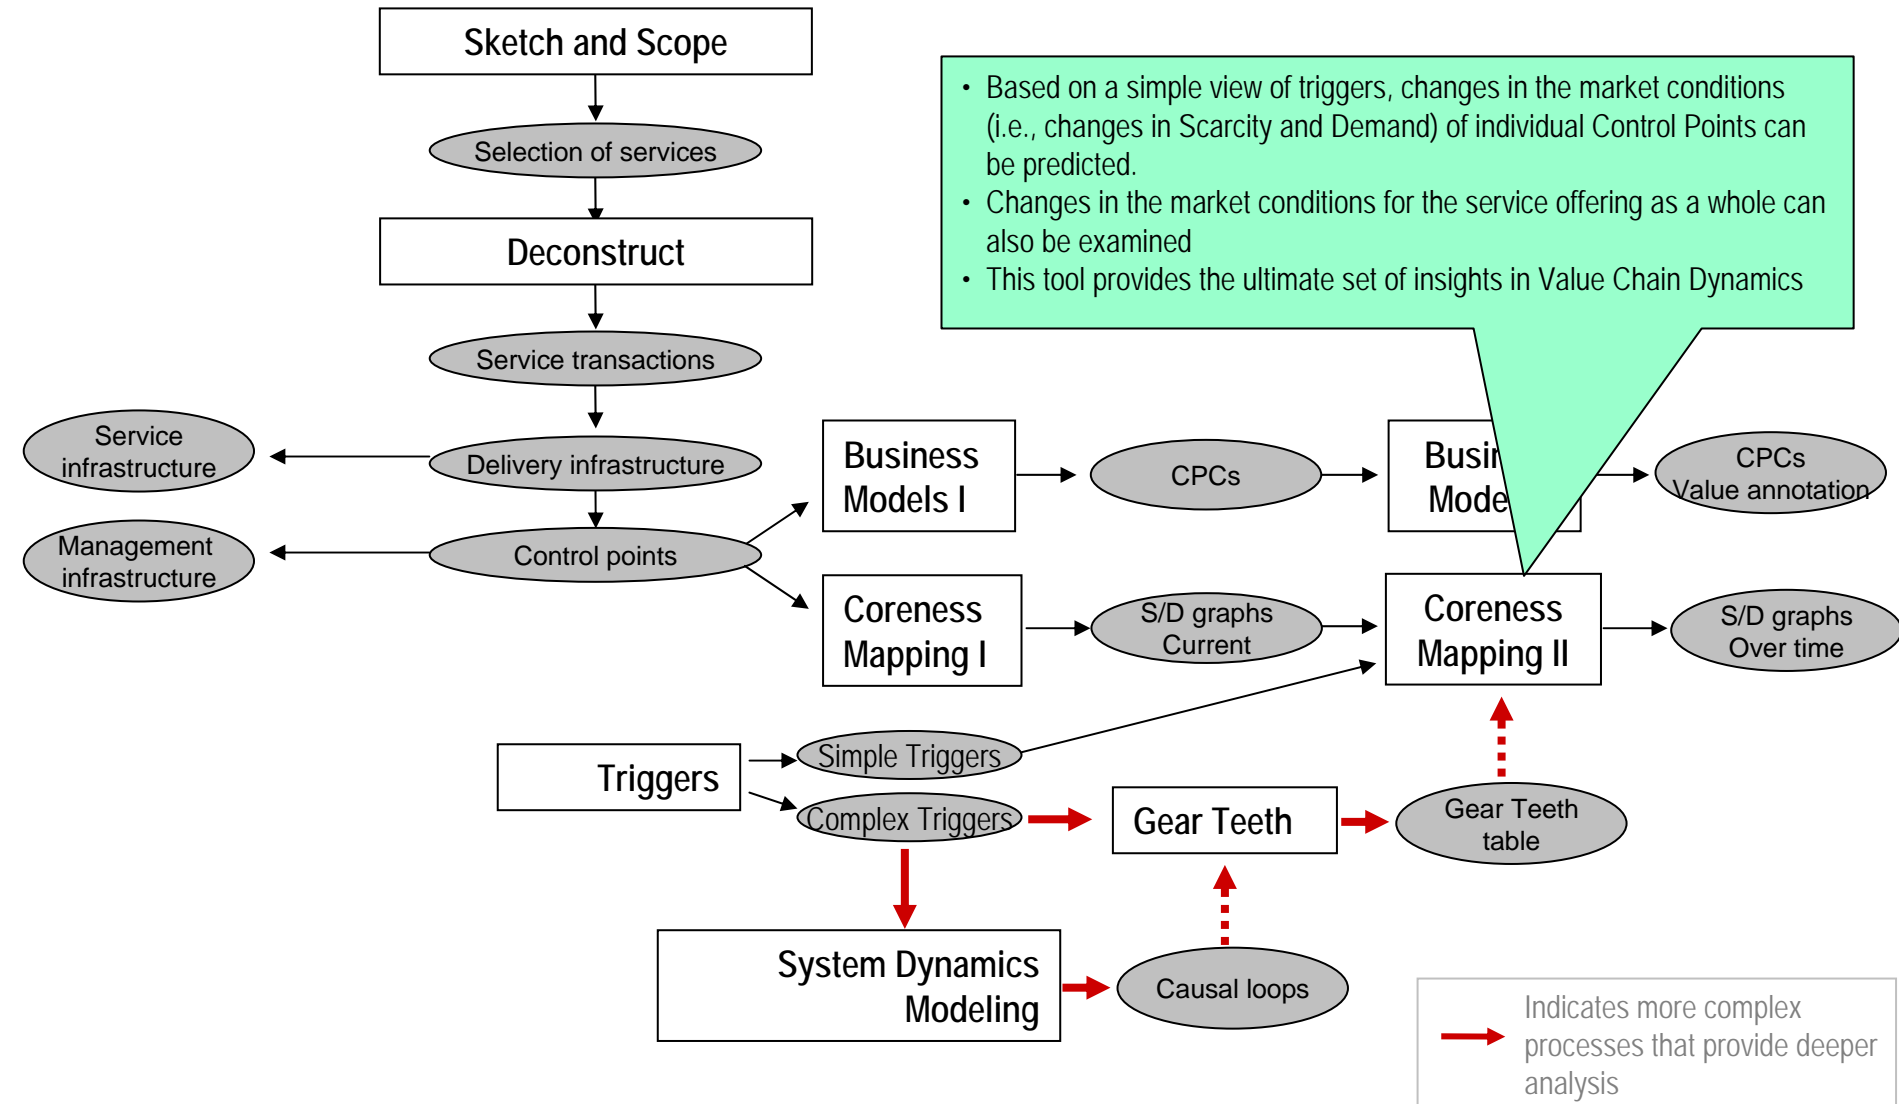 Sketch and Scope
• Based on a simple view of triggers, changes in the market conditions
(i.e., changes in Scarcity and Demand) of individual Control Points can
be predicted.
• Changes in the market conditions for the service offering as a whole can
also be examined
• This tool provides the ultimate set of insights in Value Chain Dynamics
Selection of services
Deconstruct
Service transactions
Service
infrastructure
Delivery infrastructure
Business
Models I
CPCs
CPCs
Value annotation
Management
infrastructure
Control points
Coreness
Mapping I
S/D graphs
Current
Coreness
Mapping II
S/D graphs
Over time
Triggers
Simple Triggers
Complex Triggers
Gear Teeth
Gear Teeth
table
System Dynamics
Modeling
Causal loops
Indicates more complex
processes that provide deeper
analysis